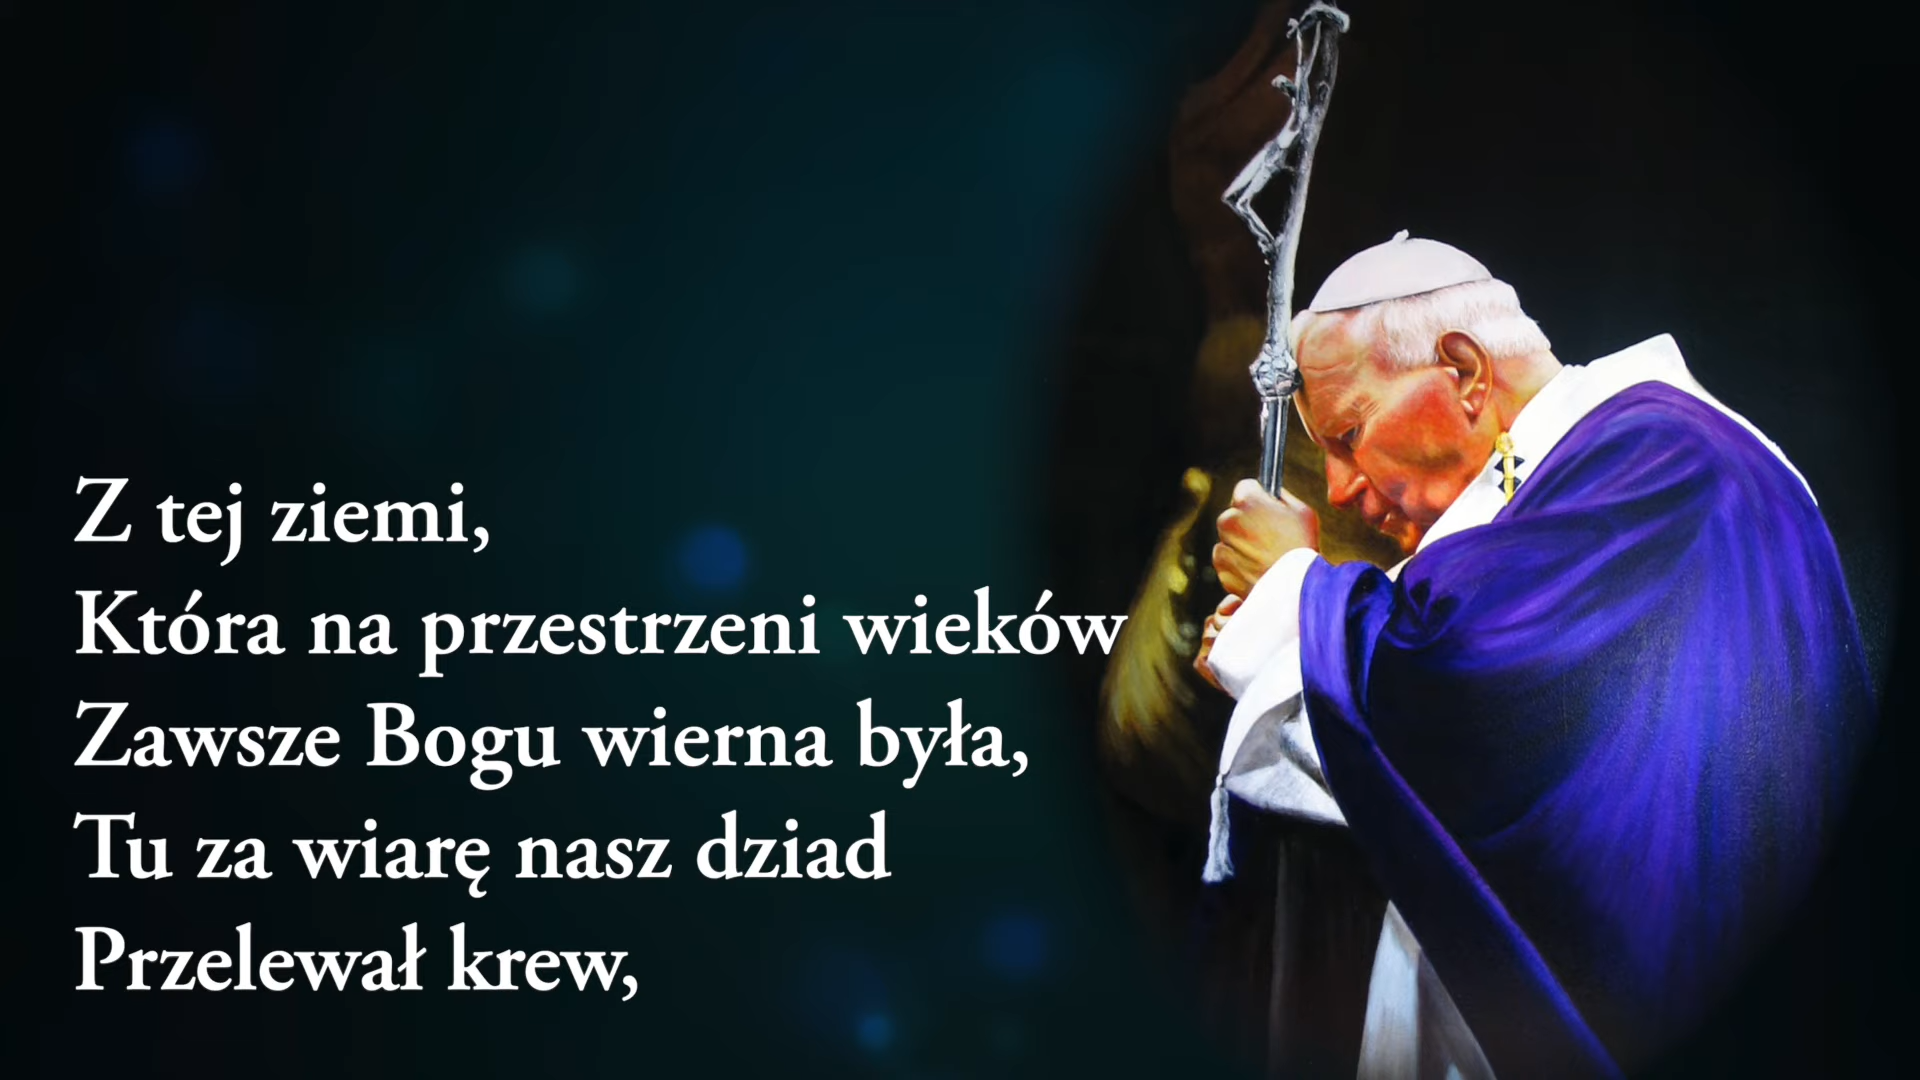 Z tej ziemi,
Która na przestrzeni wieków
Zawsze Bogu wierna była,
Tu za wiarę nasz dziad
Przelewał krew,